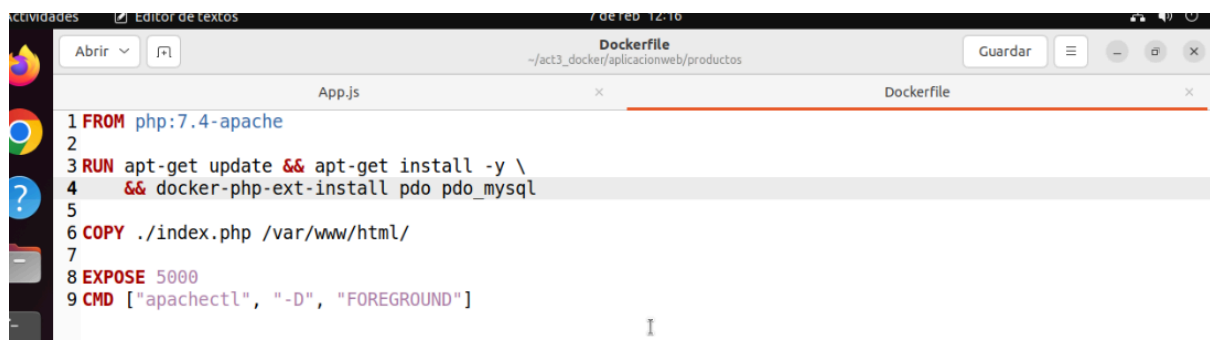 Actividades Editor de textos 7 de feb 12:16
Abrir Dockerfile Guardar
~/act3_docker/aplicacionweb/productos
App.js Dockerfile
1 FROM php:7.4-apache
2
3 RUN apt-get update && apt-get install -y \
4 && docker-php-ext-install pdo pdo_mysql
5
6 COPY ./index.php /var/www/html/
7
8 EXPOSE 5000
9 CMD ["apachectl", "-D", "FOREGROUND"]